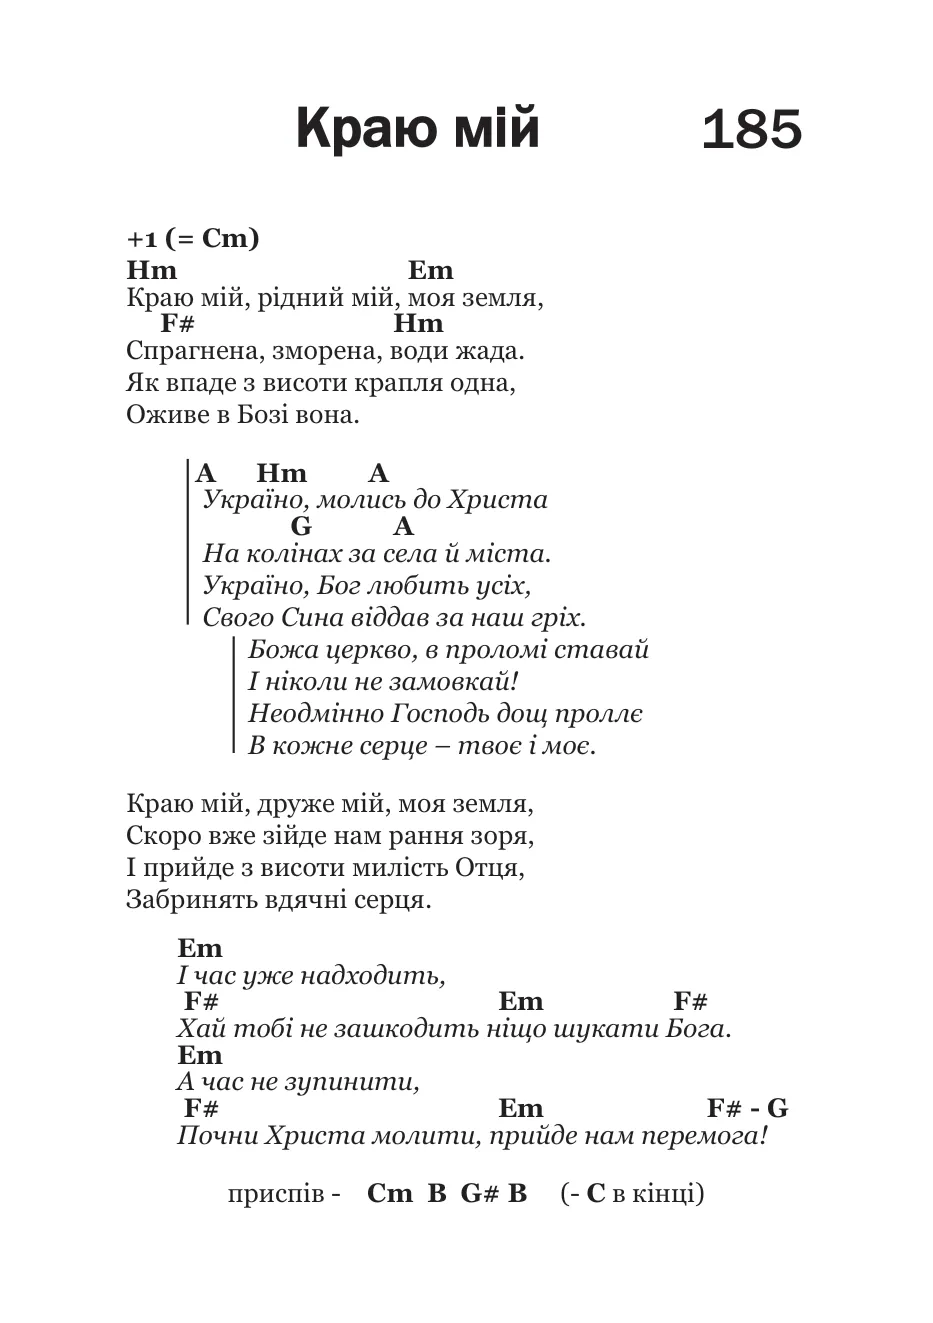 Краю мій 185
+1 (= Cm)
Hm Em
Краю мій, рідний мій, моя земля,
F# Hm
Спрагнена, зморена, води жада.
Як впаде з висоти крапля одна,
Оживе в Бозі вона.
A Hm A
Україно, молись до Христа
G A
На колінах за села й міста.
Україно, Бог любить усіх,
Свого Сина віддав за наш гріх.
Божа церкво, в проломі ставай
І ніколи не замовкай!
Неодмінно Господь дощ проллє
В кожне серце – твоє і моє.
Краю мій, друже мій, моя земля,
Скоро вже зійде нам рання зоря,
І прийде з висоти милість Отця,
Забринять вдячні серця.
Em
І час уже надходить,
F# Em F#
Хай тобі не зашкодить ніщо шукати Бога.
Em
А час не зупинити,
F# Em F# - G
Почни Христа молити, прийде нам перемога!
приспів - Cm B G# B (- C в кінці)